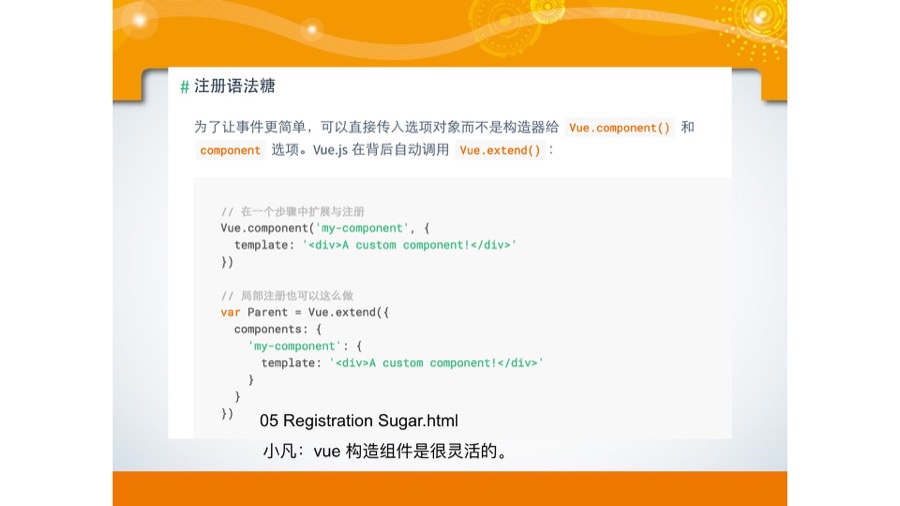 # 注册语法糖
为了让事件更简单，可以直接传入选项对象而不是构造器给 Vue.component() 和
component 选项。Vue.js 在背后自动调用 Vue.extend() ：
// 在一个步骤中扩展与注册
Vue.component('my-component', {
  template: '<div>A custom component!</div>'
})
// 局部注册也可以这么做
var Parent = Vue.extend({
  components: {
    'my-component': {
      template: '<div>A custom component!</div>'
    }
  }
})
05 Registration Sugar.html
小凡：vue 构造组件是很灵活的。